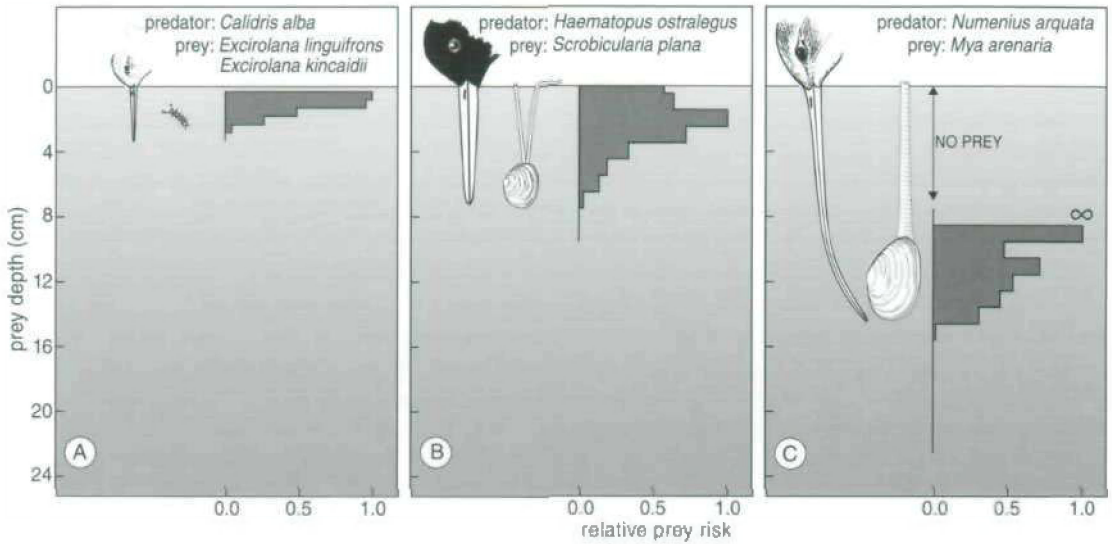 predator: Calidris alba
prey: Excirolana linguifrons
Excirolana kincaidii
predator: Haematopus ostralegus
prey: Scrobicularia plana
predator: Numenius arquata
prey: Mya arenaria
prey depth (cm)
0
4
8
12
16
20
24
NO PREY
∞
A
B
C
0.0 0.5 1.0
0.0 0.5 1.0
0.0 0.5 1.0
relative prey risk